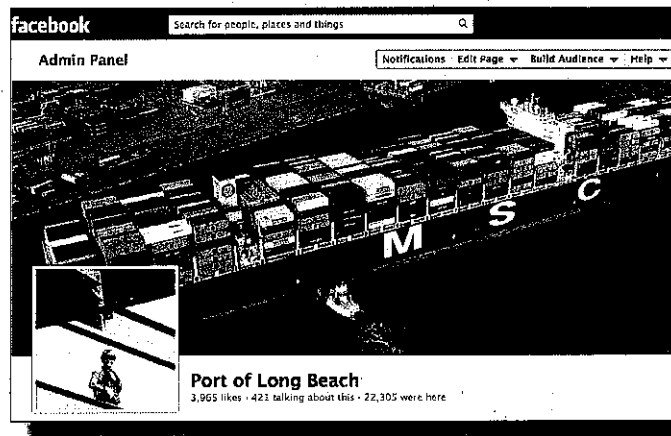 facebook
Search for people, places and things
Admin Panel
Notifications Edit Page Build Audience Help
M S C
Port of Long Beach
3,965 likes · 421 talking about this · 22,305 were here